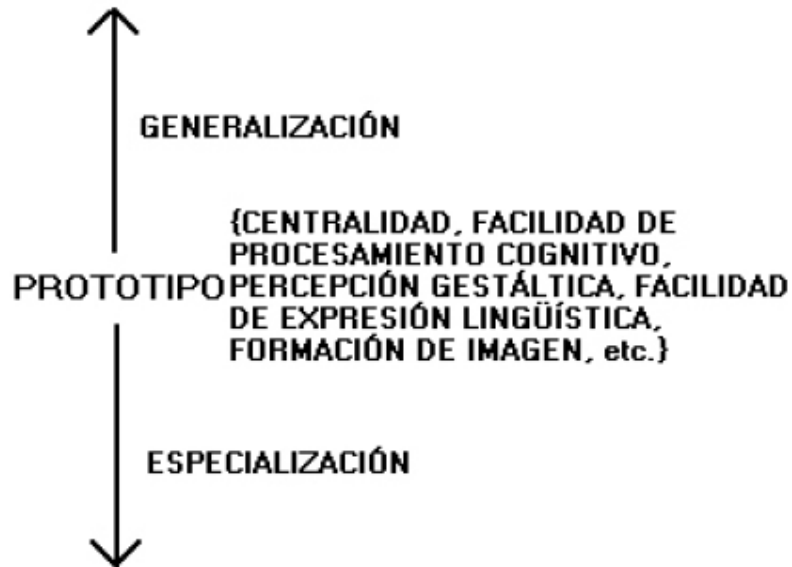 GENERALIZACIÓN
{CENTRALIDAD, FACILIDAD DE
PROCESAMIENTO COGNITIVO,
PROTOTIPO PERCEPCIÓN GESTÁLTICA, FACILIDAD
DE EXPRESIÓN LINGÜÍSTICA,
FORMACIÓN DE IMAGEN, etc.}
ESPECIALIZACIÓN